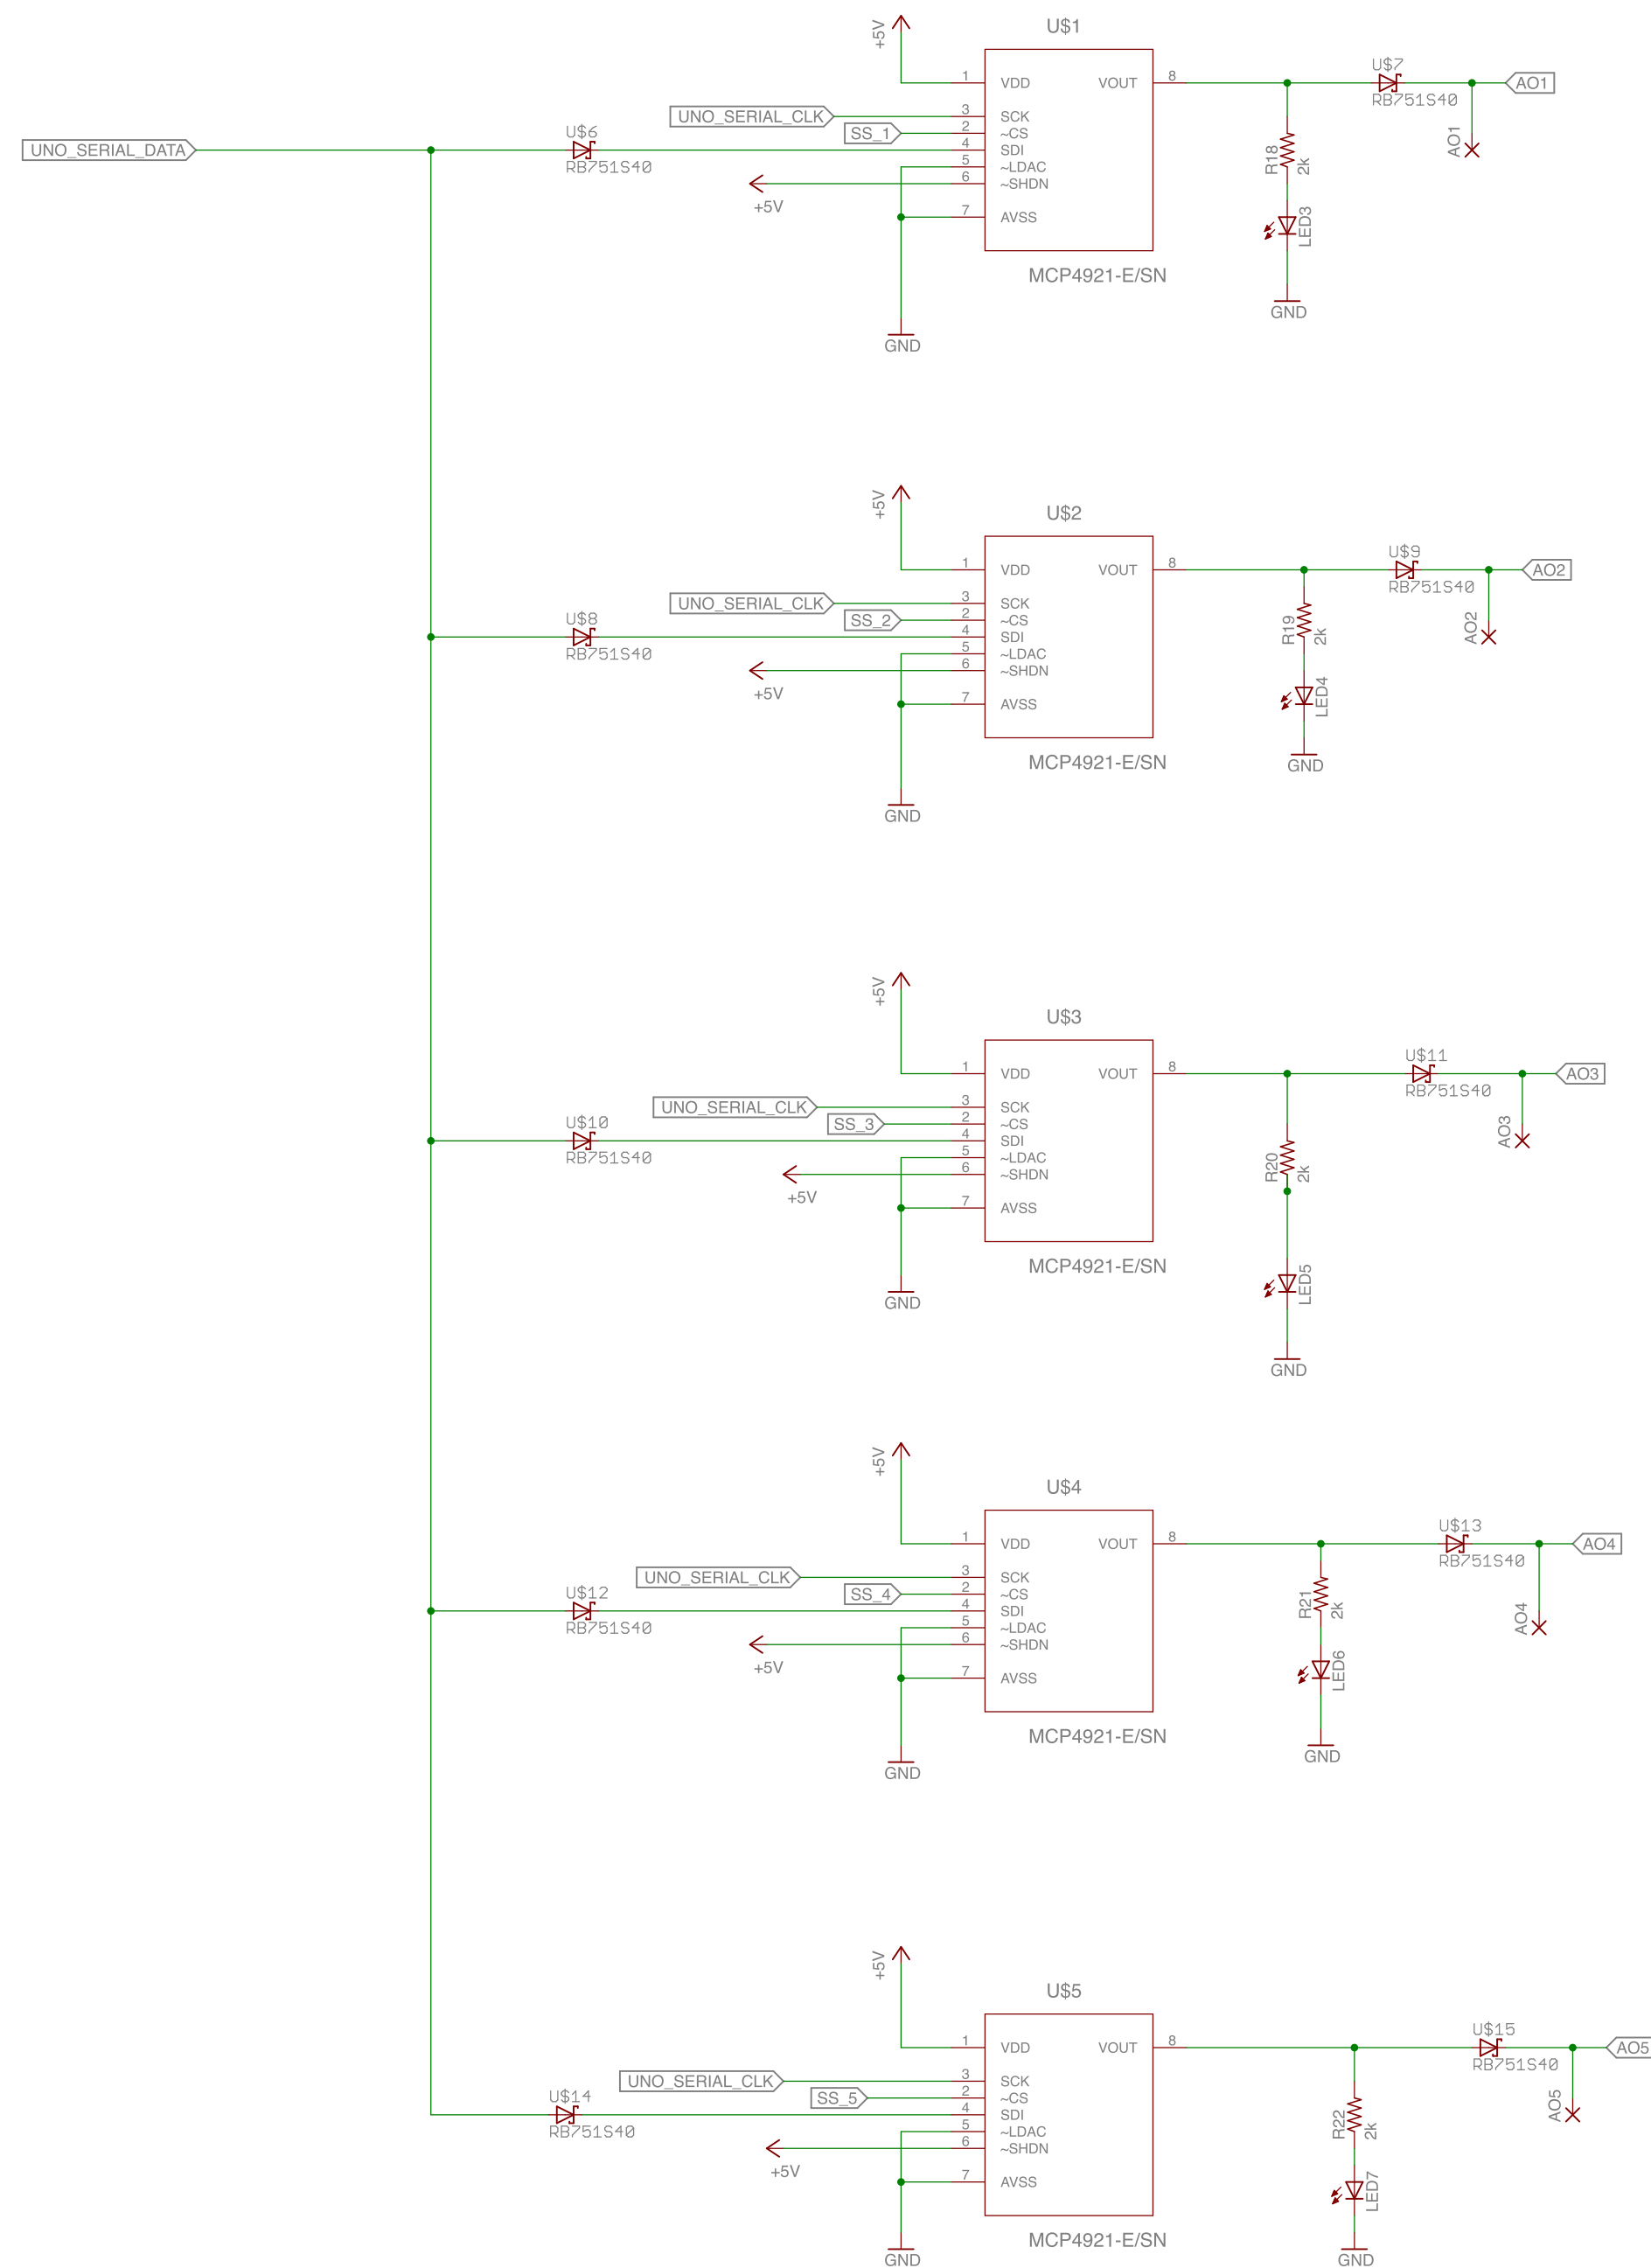 +5V
U$1
1
VDD
VOUT
8
U$7
RB751S40
AO1
AO1
UNO_SERIAL_CLK
3
SCK
SS_1
2
~CS
UNO_SERIAL_DATA
U$6
RB751S40
4
SDI
5
~LDAC
+5V
6
~SHDN
7
AVSS
R18
2k
LED3
GND
MCP4921-E/SN
GND
+5V
U$2
1
VDD
VOUT
8
U$9
RB751S40
AO2
AO2
UNO_SERIAL_CLK
3
SCK
SS_2
2
~CS
U$8
RB751S40
4
SDI
5
~LDAC
+5V
6
~SHDN
7
AVSS
R19
2k
LED4
GND
MCP4921-E/SN
GND
+5V
U$3
1
VDD
VOUT
8
U$11
RB751S40
AO3
AO3
UNO_SERIAL_CLK
3
SCK
SS_3
2
~CS
U$10
RB751S40
4
SDI
5
~LDAC
+5V
6
~SHDN
7
AVSS
R20
2k
LED5
GND
MCP4921-E/SN
GND
+5V
U$4
1
VDD
VOUT
8
U$13
RB751S40
AO4
AO4
UNO_SERIAL_CLK
3
SCK
SS_4
2
~CS
U$12
RB751S40
4
SDI
5
~LDAC
+5V
6
~SHDN
7
AVSS
R21
2k
LED6
GND
MCP4921-E/SN
GND
+5V
U$5
1
VDD
VOUT
8
U$15
RB751S40
AO5
AO5
UNO_SERIAL_CLK
3
SCK
SS_5
2
~CS
U$14
RB751S40
4
SDI
5
~LDAC
+5V
6
~SHDN
7
AVSS
R22
2k
LED7
GND
MCP4921-E/SN
GND